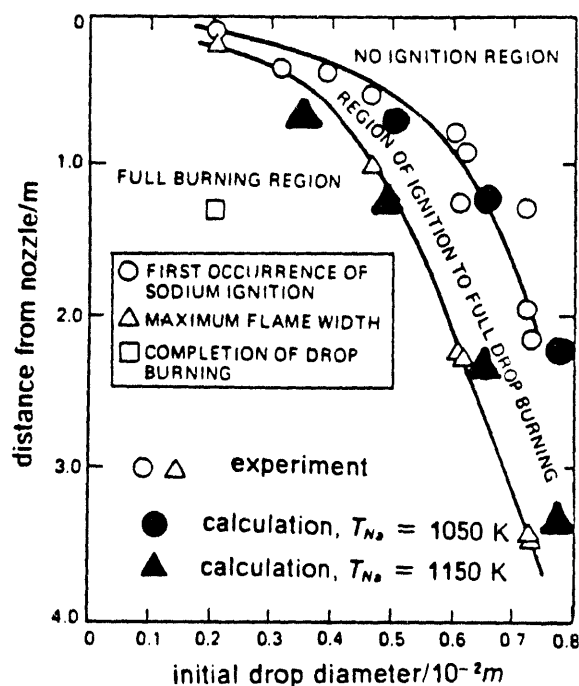 0
1.0
2.0
3.0
4.0
distance from nozzle/m
NO IGNITION REGION
REGION OF IGNITION TO FULL DROP BURNING
FULL BURNING REGION
FIRST OCCURRENCE OF
SODIUM IGNITION
MAXIMUM FLAME WIDTH
COMPLETION OF DROP
BURNING
experiment
calculation, T_Na = 1050 K
calculation, T_Na = 1150 K
0 0.1 0.2 0.3 0.4 0.5 0.6 0.7 0.8
initial drop diameter/10⁻²m